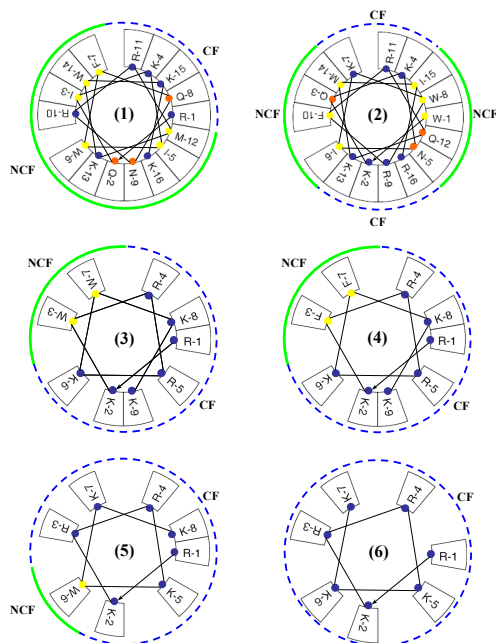 F-7
R-11
K-4
CF
W-14
K-15
I-3
Q-8
R-10
(1)
R-1
M-12
NCF
W-6
I-5
K-13
Q-2
N-9
K-16
K-7
R-11
K-4
M-14
I-15
Q-3
W-8
NCF
F-10
(2)
W-1
NCF
Q-12
I-6
N-5
K-13
K-2
R-9
R-16
CF
NCF
W-7
R-4
W-3
K-8
(3)
R-1
K-6
R-5
K-2
K-9
CF
NCF
F-7
R-4
F-3
K-8
(4)
R-1
K-6
R-5
K-2
K-9
CF
K-7
R-4
CF
R-3
K-8
(5)
R-1
W-6
K-5
NCF
K-2
K-7
R-4
CF
R-3
(6)
R-1
K-6
K-5
K-2